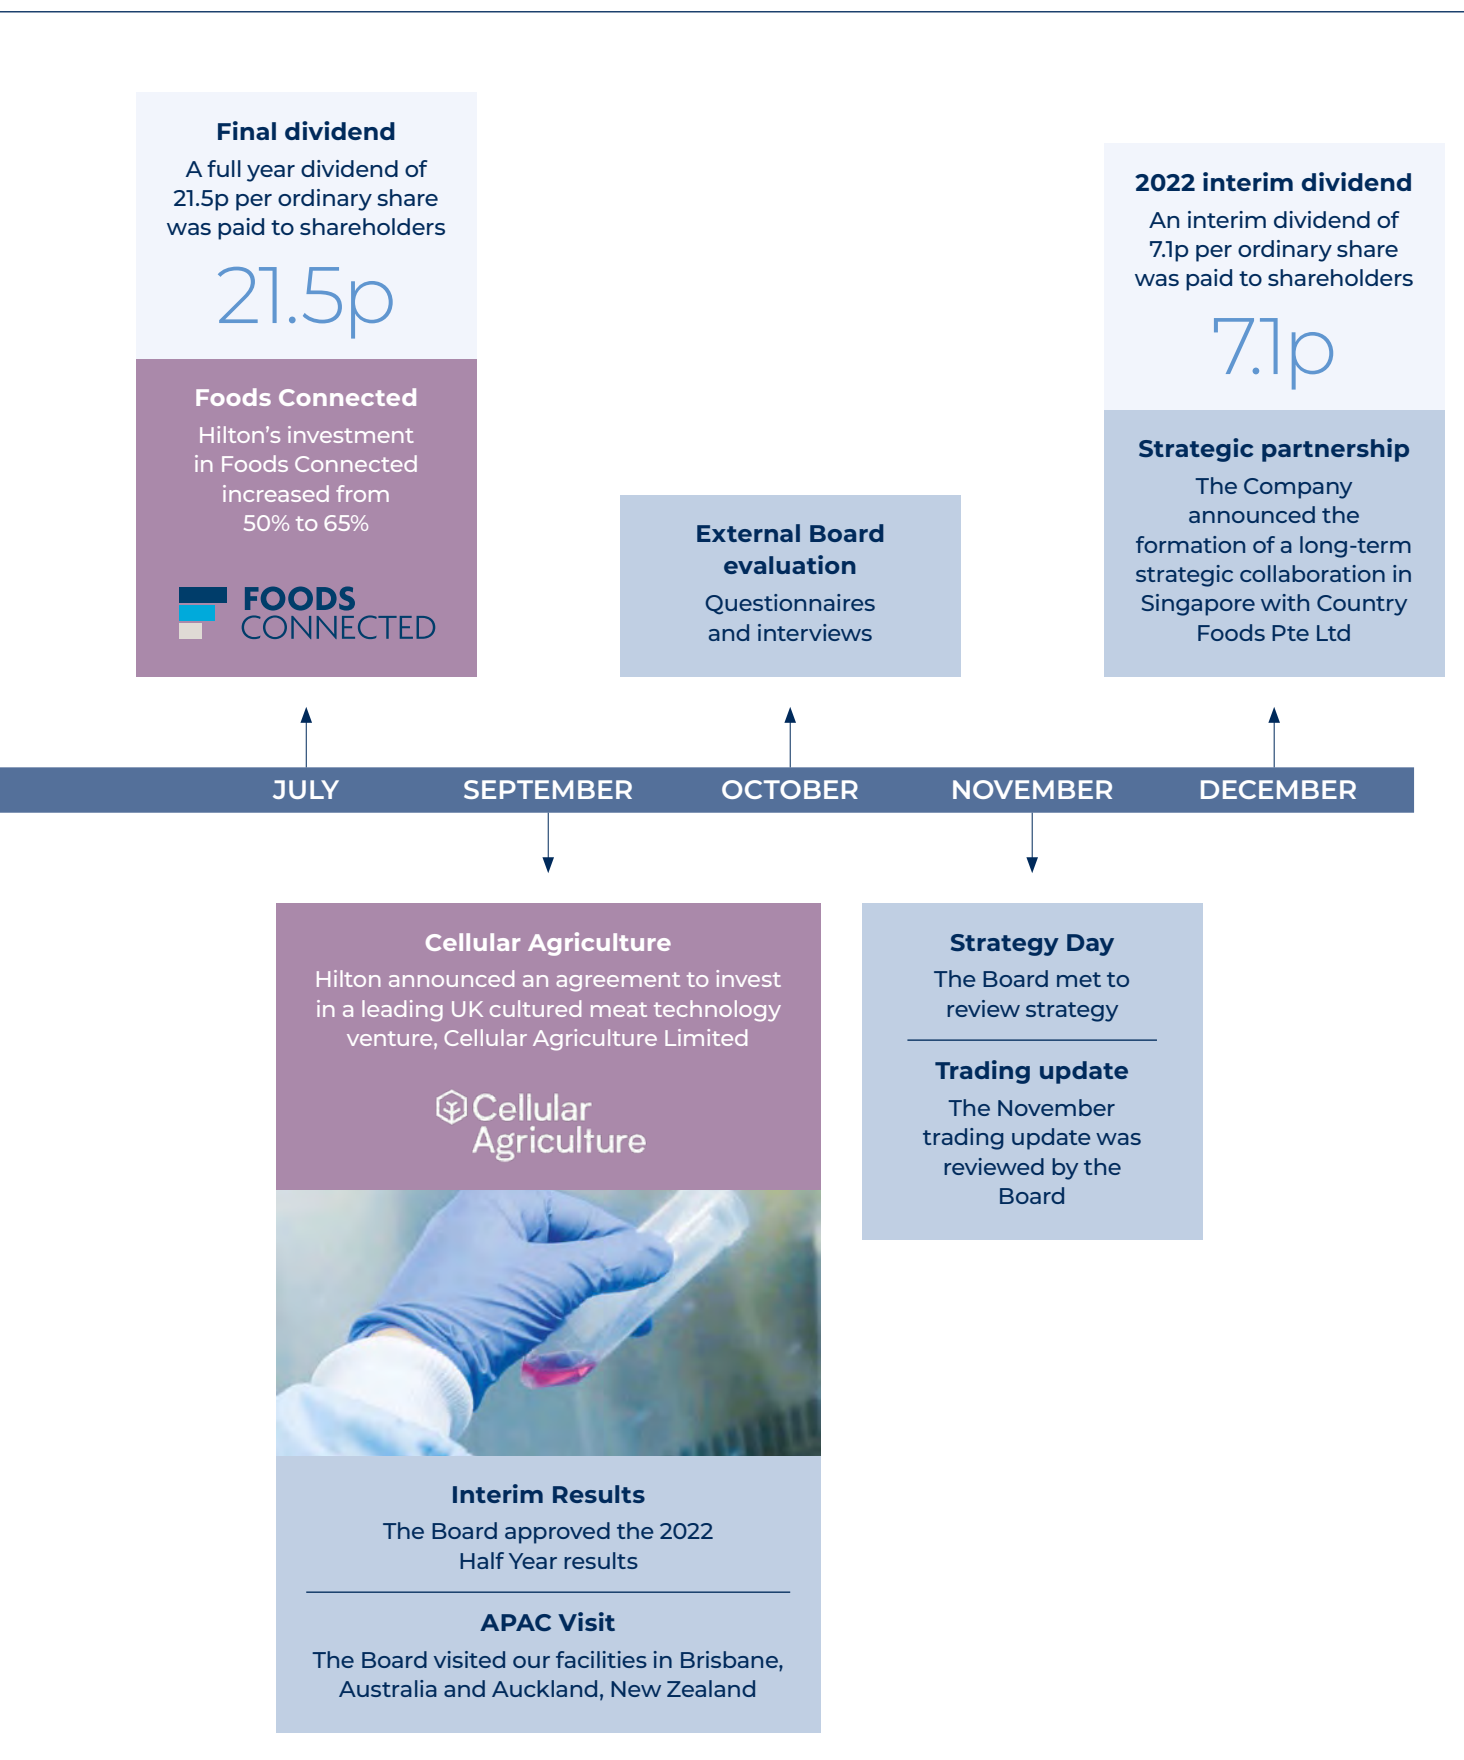 Final dividend
A full year dividend of
21.5p per ordinary share
was paid to shareholders
21.5p
Foods Connected
Hilton’s investment
in Foods Connected
increased from
50% to 65%
FOODS
CONNECTED
External Board
evaluation
Questionnaires
and interviews
2022 interim dividend
An interim dividend of
7.1p per ordinary share
was paid to shareholders
7.1p
Strategic partnership
The Company
announced the
formation of a long-term
strategic collaboration in
Singapore with Country
Foods Pte Ltd
JULY SEPTEMBER OCTOBER NOVEMBER DECEMBER
Cellular Agriculture
Hilton announced an agreement to invest
in a leading UK cultured meat technology
venture, Cellular Agriculture Limited
Cellular
Agriculture
Interim Results
The Board approved the 2022
Half Year results
APAC Visit
The Board visited our facilities in Brisbane,
Australia and Auckland, New Zealand
Strategy Day
The Board met to
review strategy
Trading update
The November
trading update was
reviewed by the
Board